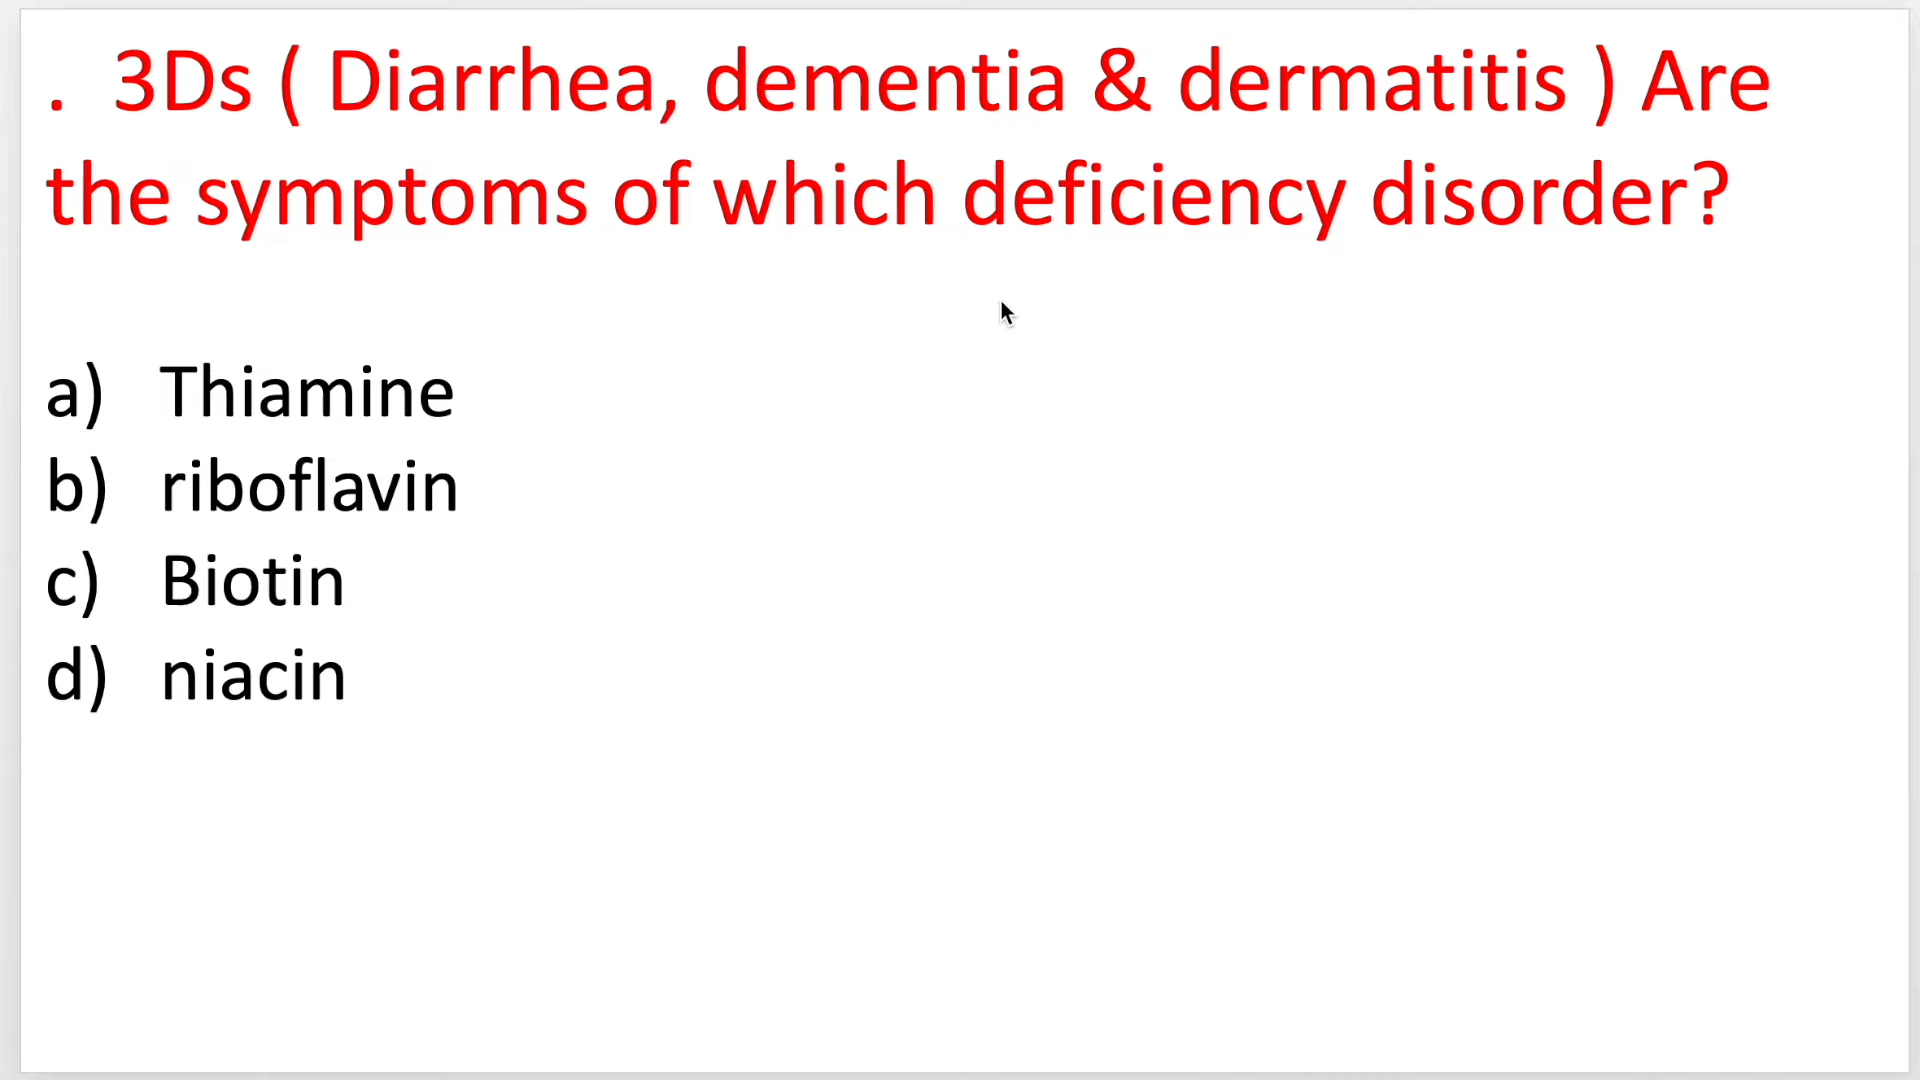 . 3Ds ( Diarrhea, dementia & dermatitis ) Are
the symptoms of which deficiency disorder?
a) Thiamine
b) riboflavin
c) Biotin
d) niacin